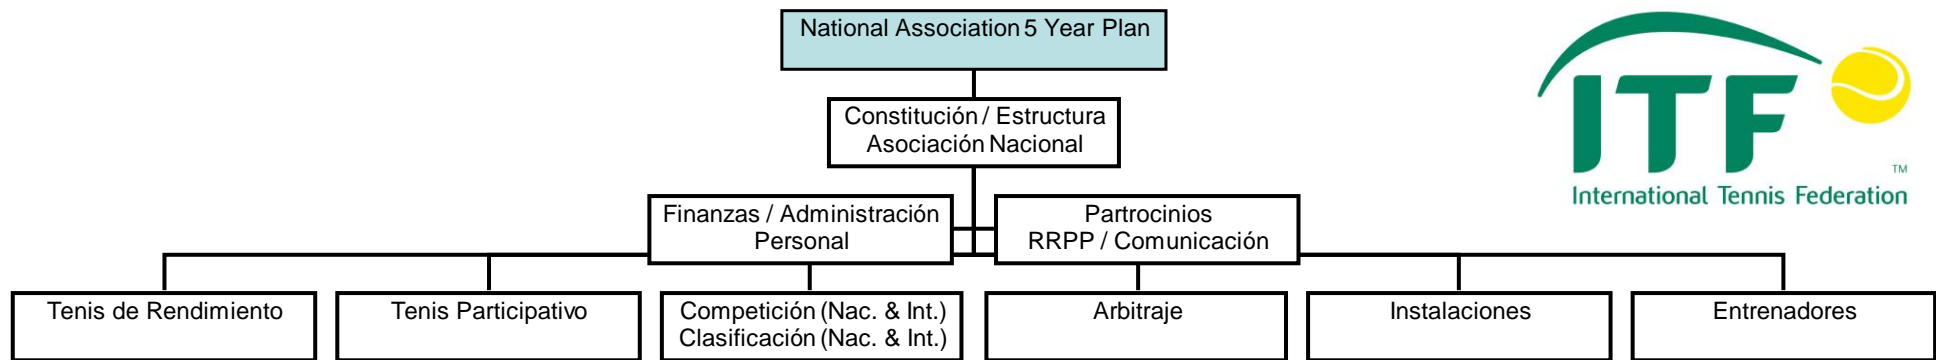 National Association 5 Year Plan
Constitución / Estructura
Asociación Nacional
ITF
TM
International Tennis Federation
Finanzas / Administración
Personal
Partrocinios
RRPP / Comunicación
Tenis de Rendimiento
Tenis Participativo
Competición (Nac. & Int.)
Clasificación (Nac. & Int.)
Arbitraje
Instalaciones
Entrenadores